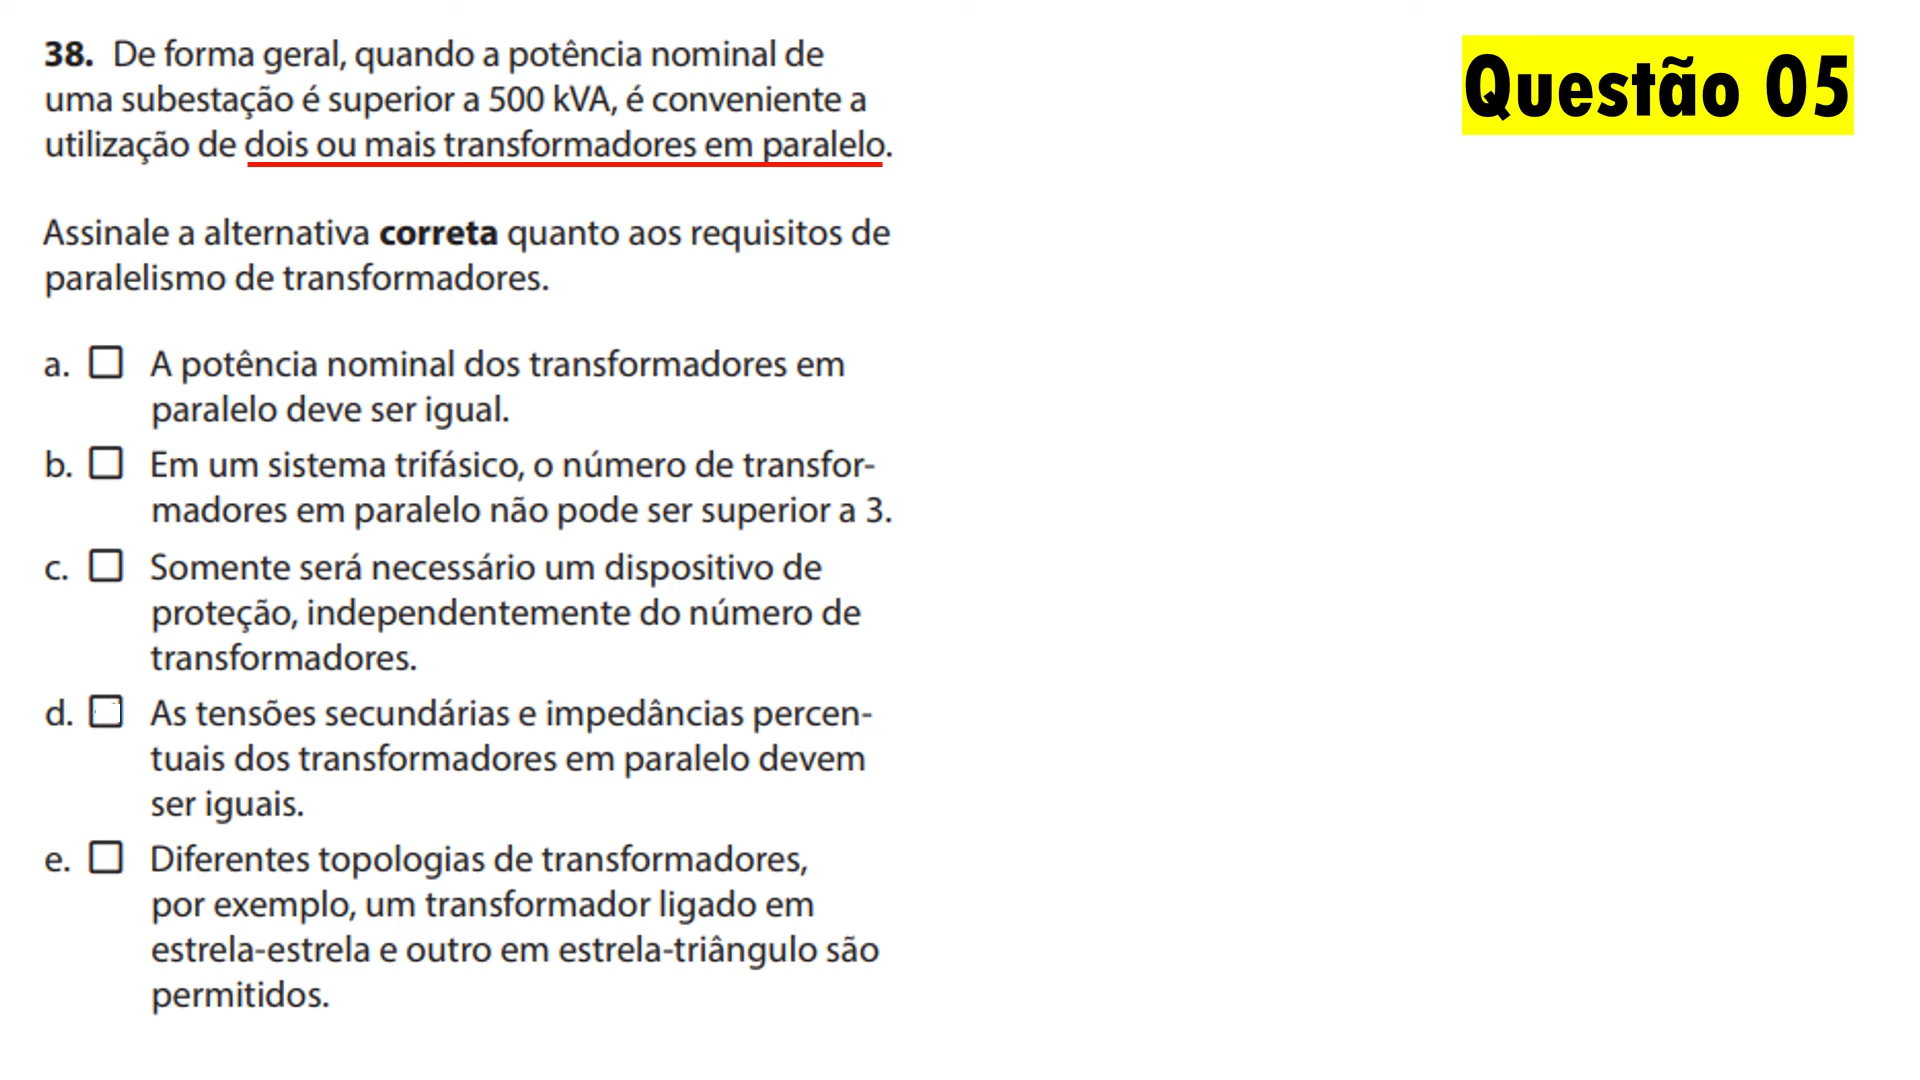 38. De forma geral, quando a potência nominal de
uma subestação é superior a 500 kVA, é conveniente a
utilização de dois ou mais transformadores em paralelo.
Assinale a alternativa correta quanto aos requisitos de
paralelismo de transformadores.
a. A potência nominal dos transformadores em
paralelo deve ser igual.
b. Em um sistema trifásico, o número de transfor-
madores em paralelo não pode ser superior a 3.
c. Somente será necessário um dispositivo de
proteção, independentemente do número de
transformadores.
d. As tensões secundárias e impedâncias percen-
tuais dos transformadores em paralelo devem
ser iguais.
e. Diferentes topologias de transformadores,
por exemplo, um transformador ligado em
estrela-estrela e outro em estrela-triângulo são
permitidos.
Questão 05